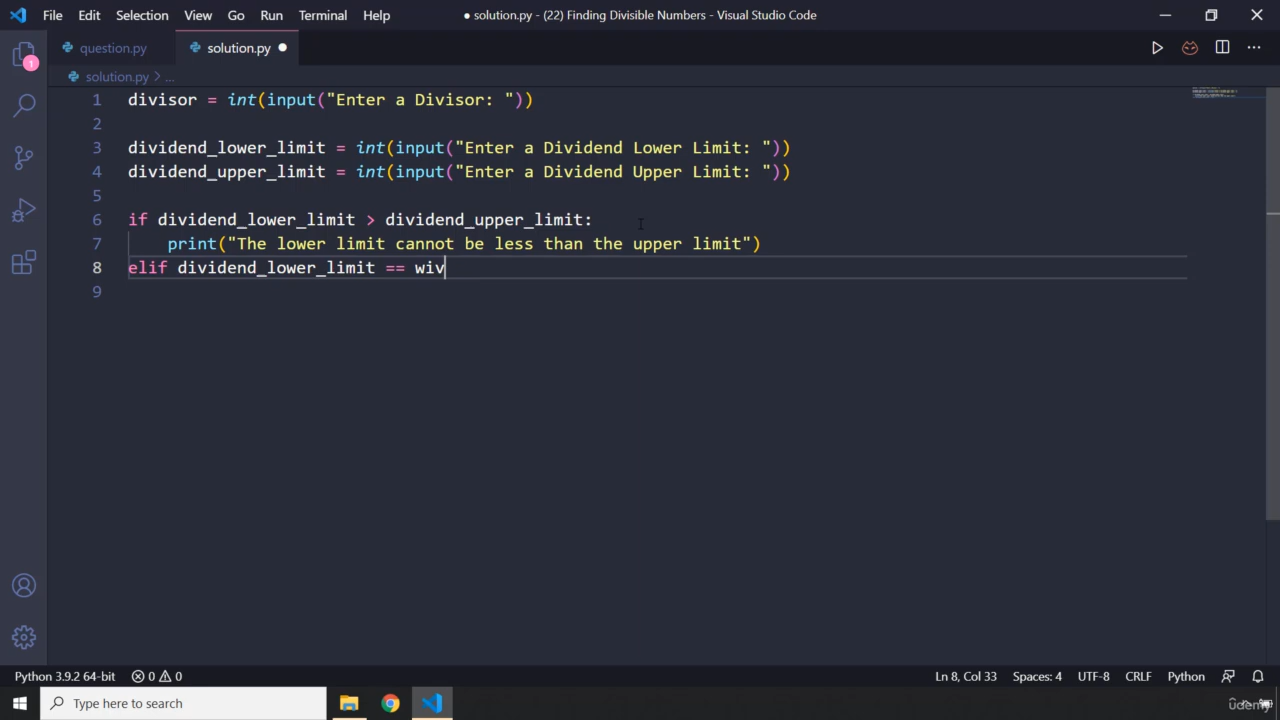 File Edit Selection View Go Run Terminal Help ● solution.py - (22) Finding Divisible Numbers - Visual Studio Code
question.py solution.py
1 solution.py > ...
1 divisor = int(input("Enter a Divisor: "))
2
3 dividend_lower_limit = int(input("Enter a Dividend Lower Limit: "))
4 dividend_upper_limit = int(input("Enter a Dividend Upper Limit: "))
5
6 if dividend_lower_limit > dividend_upper_limit:
7 print("The lower limit cannot be less than the upper limit")
8 elif dividend_lower_limit == wiv
9
Python 3.9.2 64-bit 0 0 Ln 8, Col 33 Spaces: 4 UTF-8 CRLF Python
Type here to search